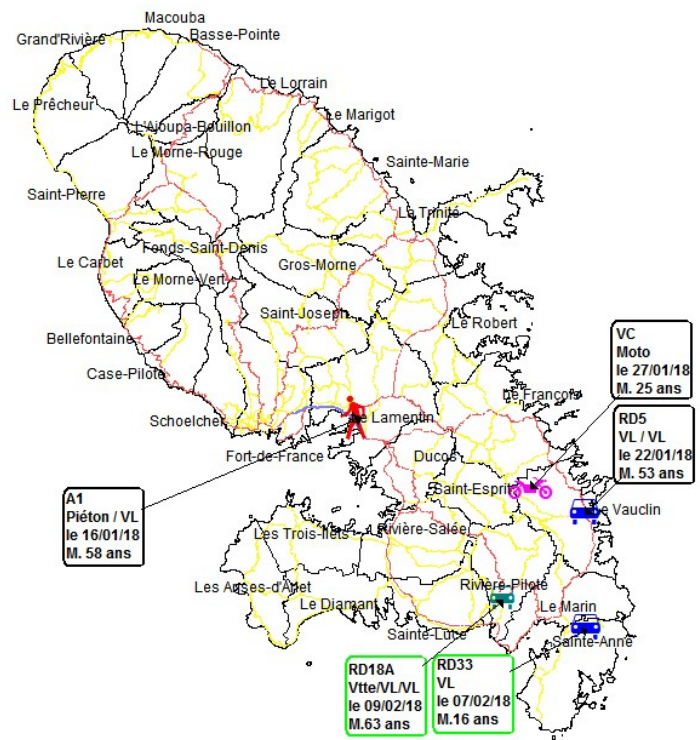 Macouba
Grand'Rivière
Basse-Pointe
Le Lorrain
Le Prêcheur
Le Marigot
L'Ajoupa-Bouillon
Le Morne-Rouge
Sainte-Marie
Saint-Pierre
La Trinité
Fonds-Saint-Denis
Le Carbet
Gros-Morne
Le Morne-Vert
Saint-Joseph
Le Robert
Bellefontaine
Case-Pilote
VC
Moto
le 27/01/18
M. 25 ans
Le François
Schoelcher
Le Lamentin
RD5
VL / VL
le 22/01/18
M. 53 ans
Fort-de-France
Ducos
Saint-Esprit
A1
Piéton / VL
le 16/01/18
M. 58 ans
Le Vauclin
Rivière-Salée
Les Trois-Ilets
Les Anses-d'Arlet
Rivière-Pilote
Le Diamant
Le Marin
Sainte-Luce
Sainte-Anne
RD18A
Vtte/VL/VL
le 09/02/18
M.63 ans
RD33
VL
le 07/02/18
M.16 ans